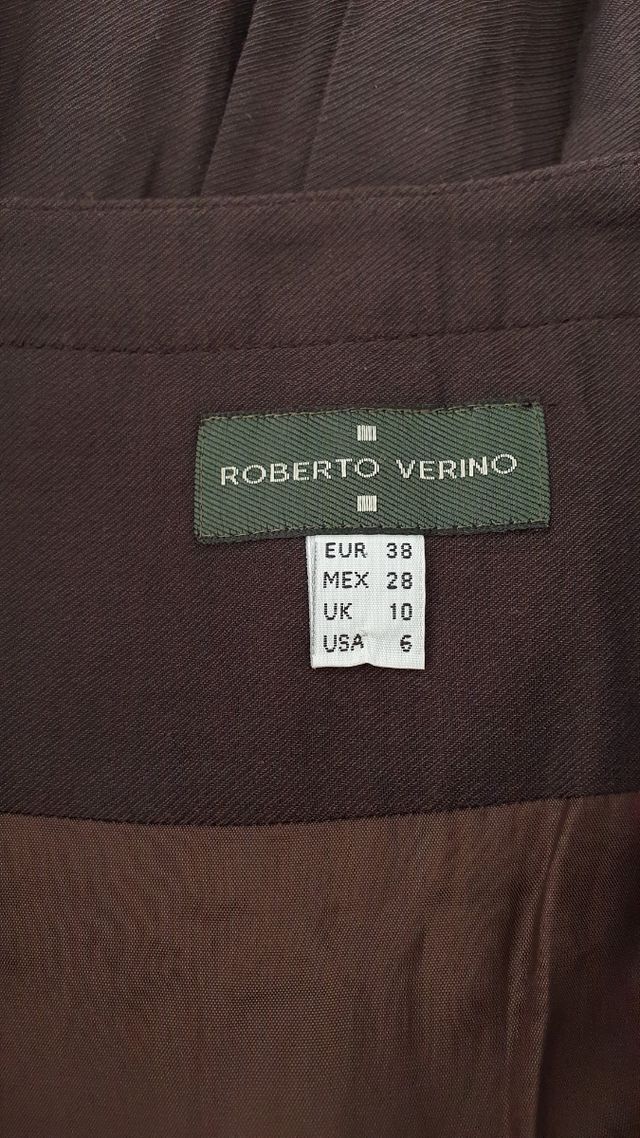 ROBERTO VERINO
EUR 38
MEX 28
UK 10
USA 6